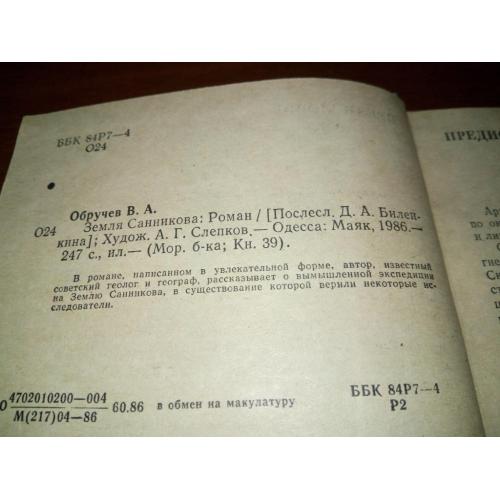 ББК 84Р7—4
О24
Обручев В. А.
О24 Земля Санникова: Роман / [Послесл. Д. А. Билен-
кина]; Худож. А. Г. Слепков.— Одесса: Маяк, 1986.—
247 с., ил.— (Мор. б-ка; Кн. 39).
В романе, написанном в увлекательной форме, автор, известный
советский геолог и географ, рассказывает о вымышленной экспедиции
на Землю Санникова, в существование которой верили некоторые ис-
следователи.
О 4702010200—004
М(217)04—86 60.86 в обмен на макулатуру
ББК 84Р7—4
Р2
ПРЕДИС